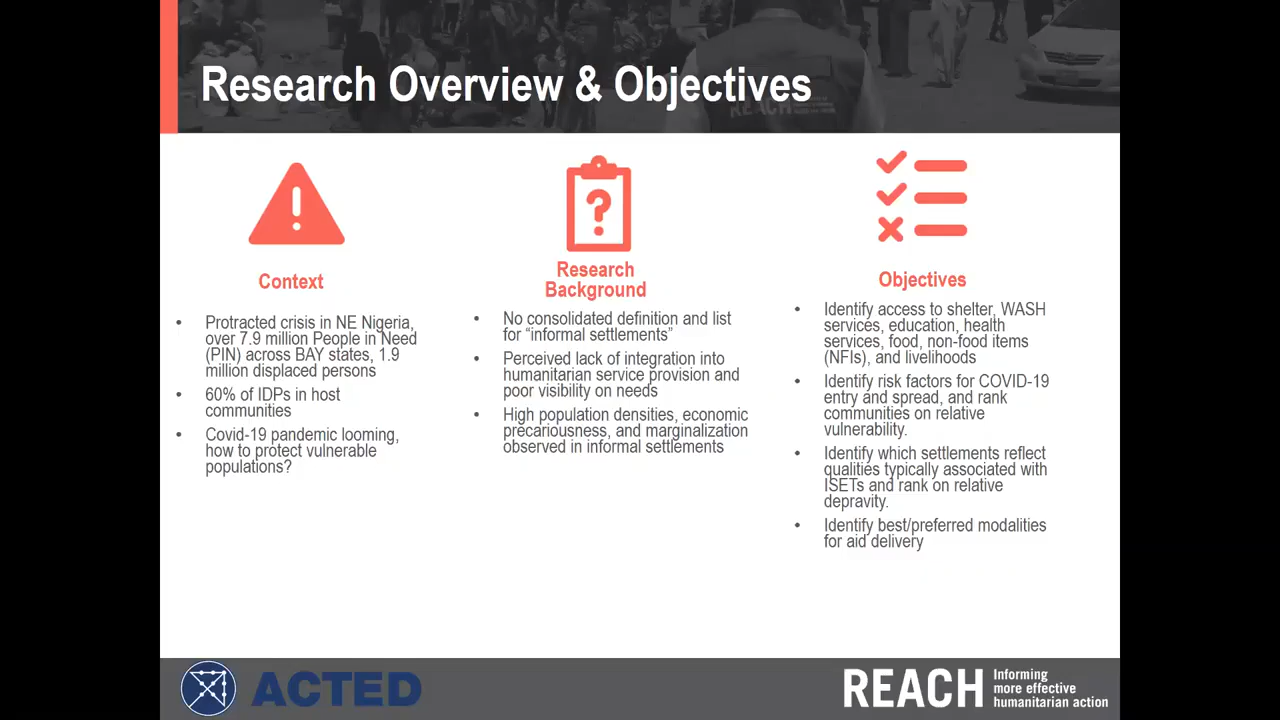 REACH
Research Overview & Objectives
Context
Protracted crisis in NE Nigeria,
over 7.9 million People in Need
(PIN) across BAY states, 1.9
million displaced persons
60% of IDPs in host
communities
Covid-19 pandemic looming,
how to protect vulnerable
populations?
?
Research
Background
No consolidated definition and list
for “informal settlements”
Perceived lack of integration into
humanitarian service provision and
poor visibility on needs
High population densities, economic
precariousness, and marginalization
observed in informal settlements
Objectives
Identify access to shelter, WASH
services, education, health
services, food, non-food items
(NFIs), and livelihoods
Identify risk factors for COVID-19
entry and spread, and rank
communities on relative
vulnerability.
Identify which settlements reflect
qualities typically associated with
ISETs and rank on relative
depravity.
Identify best/preferred modalities
for aid delivery
ACTED
REACH
Informing
more effective
humanitarian action